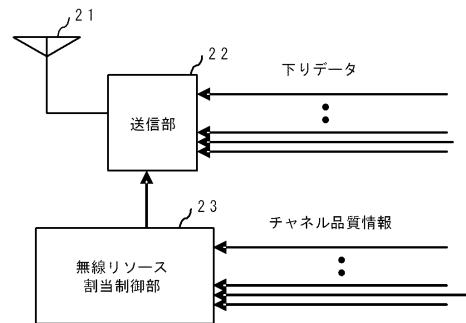 21
22
下りデータ
送信部
23
チャネル品質情報
無線リソース
割当制御部